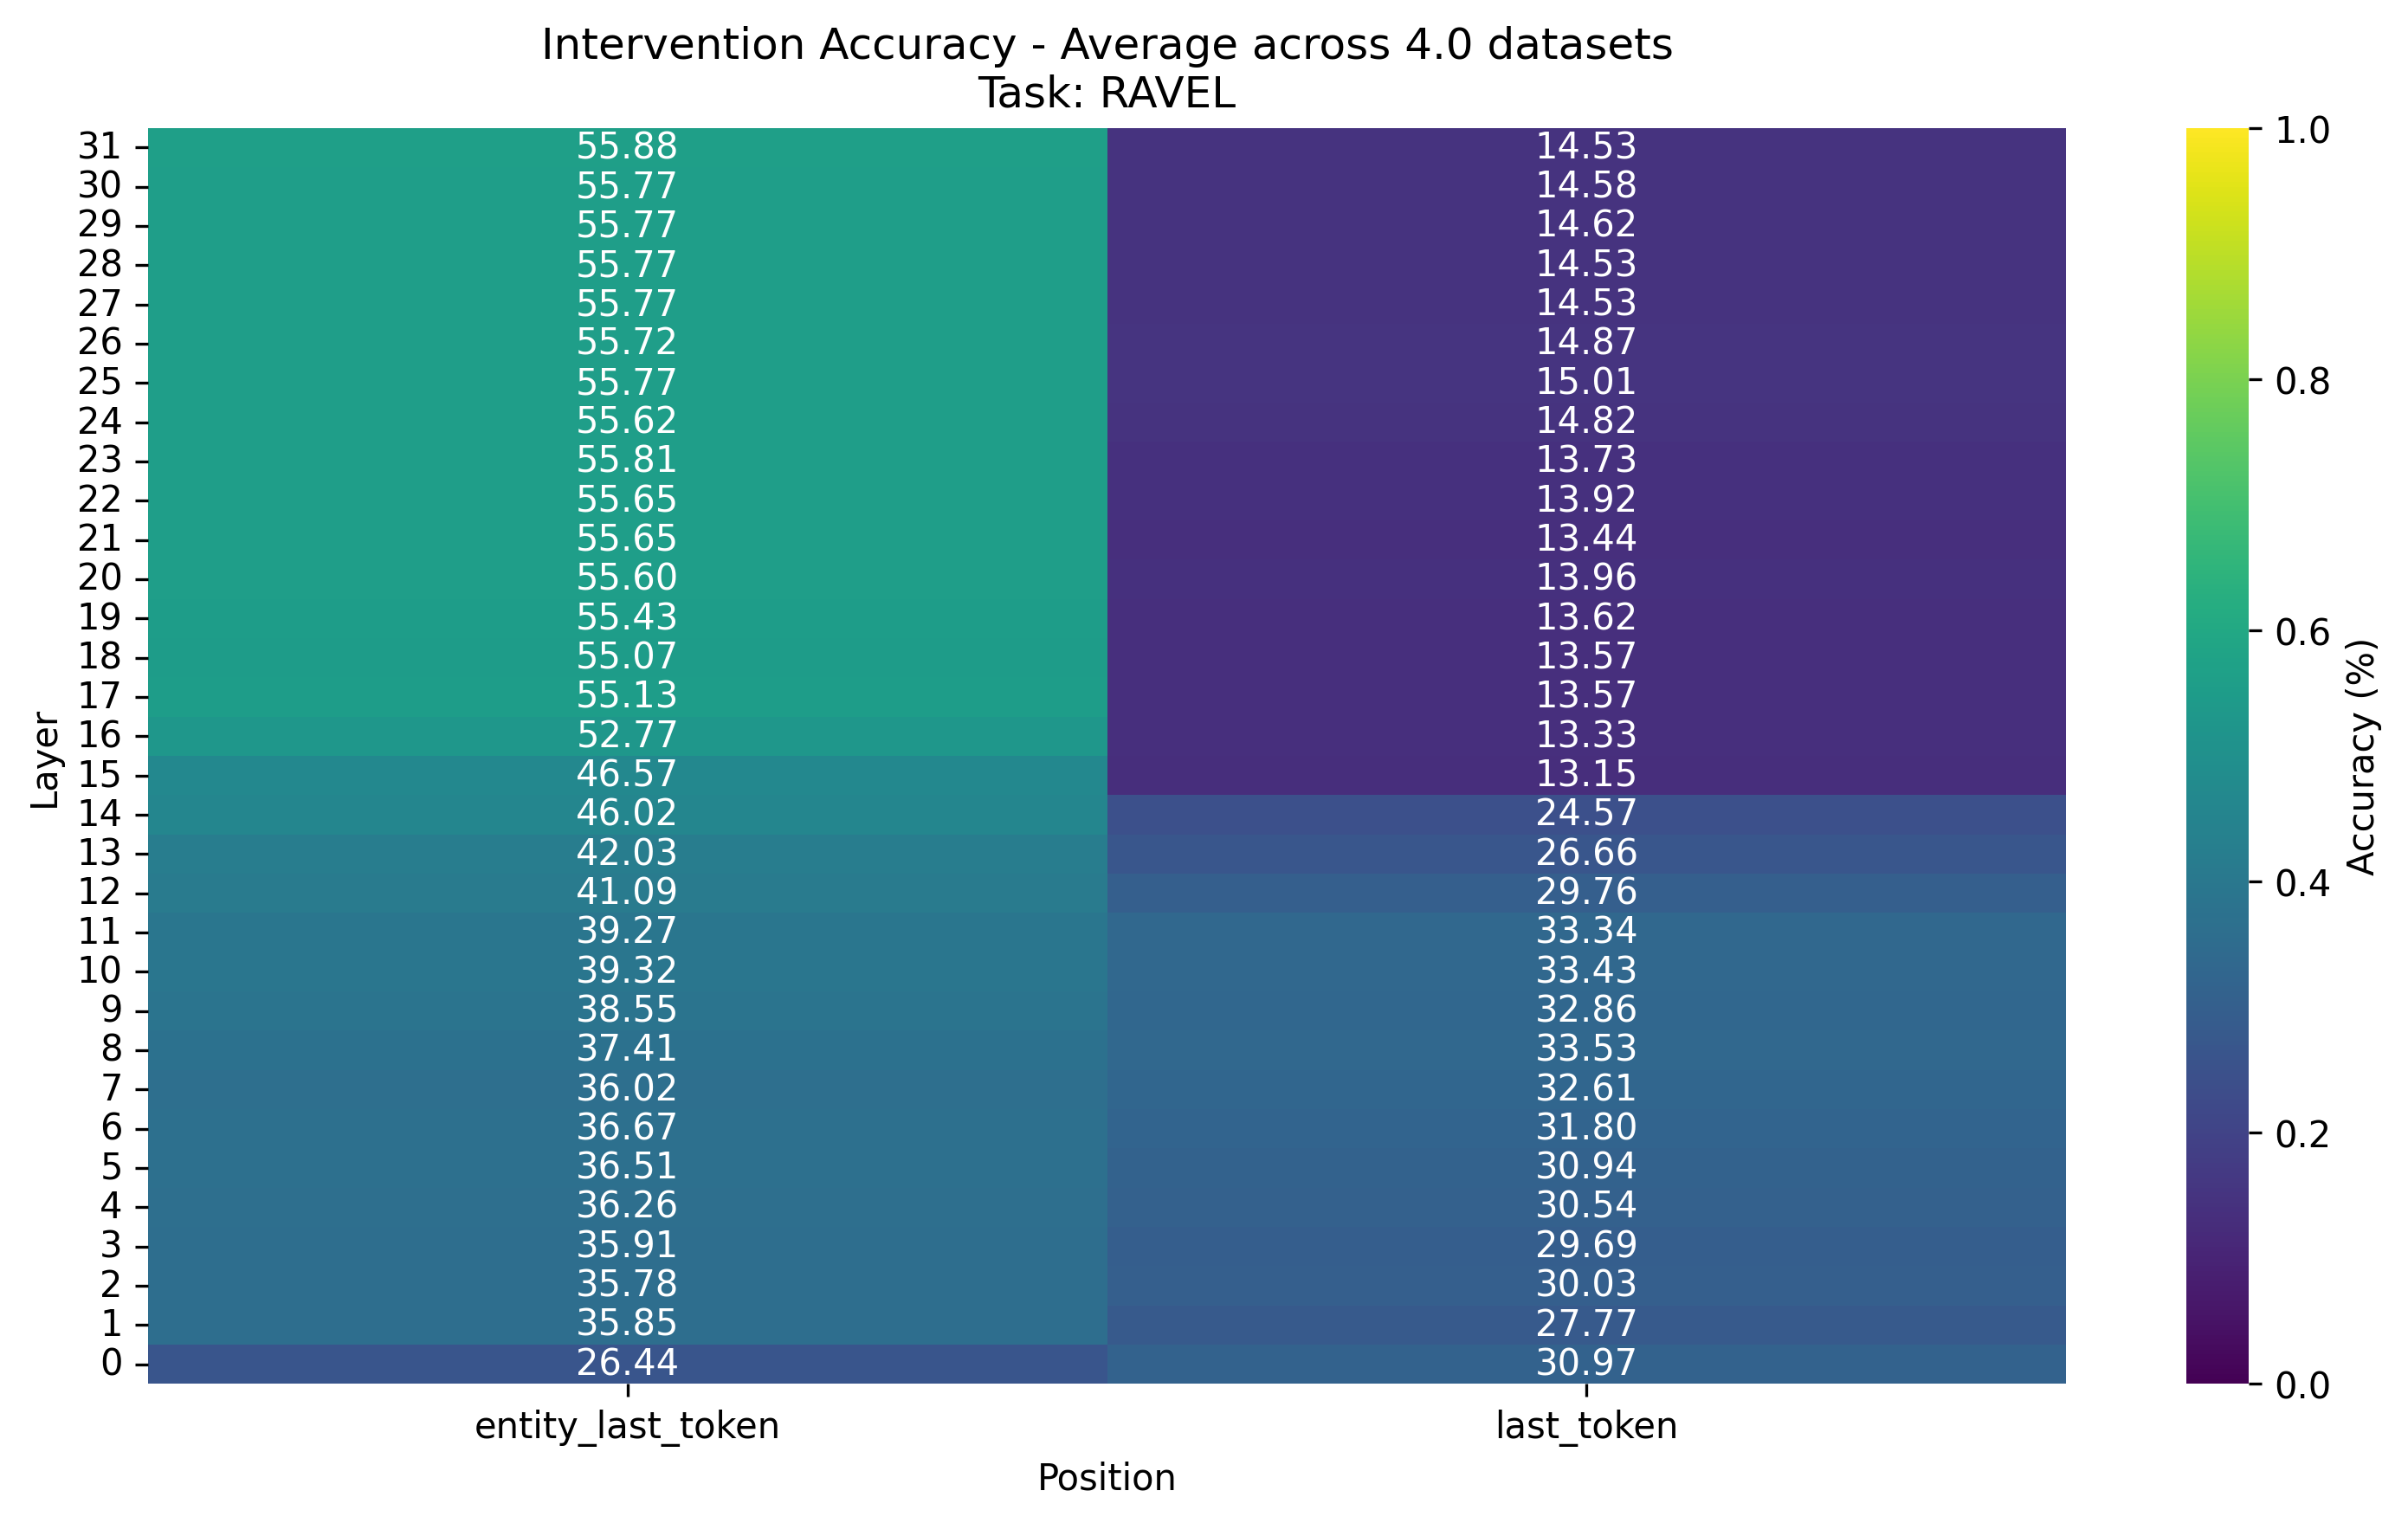 Intervention Accuracy - Average across 4.0 datasets
Task: RAVEL
31 55.88 14.53
30 55.77 14.58
29 55.77 14.62
28 55.77 14.53
27 55.77 14.53
26 55.72 14.87
25 55.77 15.01
24 55.62 14.82
23 55.81 13.73
22 55.65 13.92
21 55.65 13.44
20 55.60 13.96
19 55.43 13.62
18 55.07 13.57
17 55.13 13.57
16 52.77 13.33
15 46.57 13.15
14 46.02 24.57
13 42.03 26.66
12 41.09 29.76
11 39.27 33.34
10 39.32 33.43
9 38.55 32.86
8 37.41 33.53
7 36.02 32.61
6 36.67 31.80
5 36.51 30.94
4 36.26 30.54
3 35.91 29.69
2 35.78 30.03
1 35.85 27.77
0 26.44 30.97
Layer
entity_last_token last_token
Position
1.0
0.8
0.6
0.4
0.2
0.0
Accuracy (%)